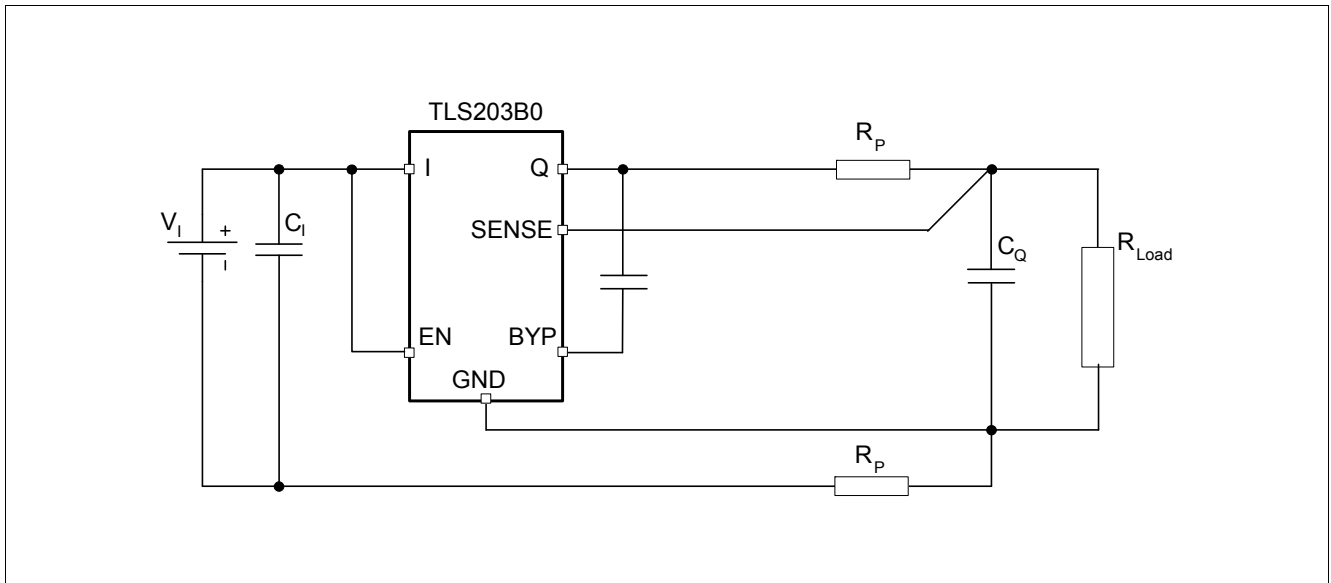 TLS203B0
R_P
I
Q
V_I
+
C_I
SENSE
C_Q
R_Load
EN
BYP
GND
R_P